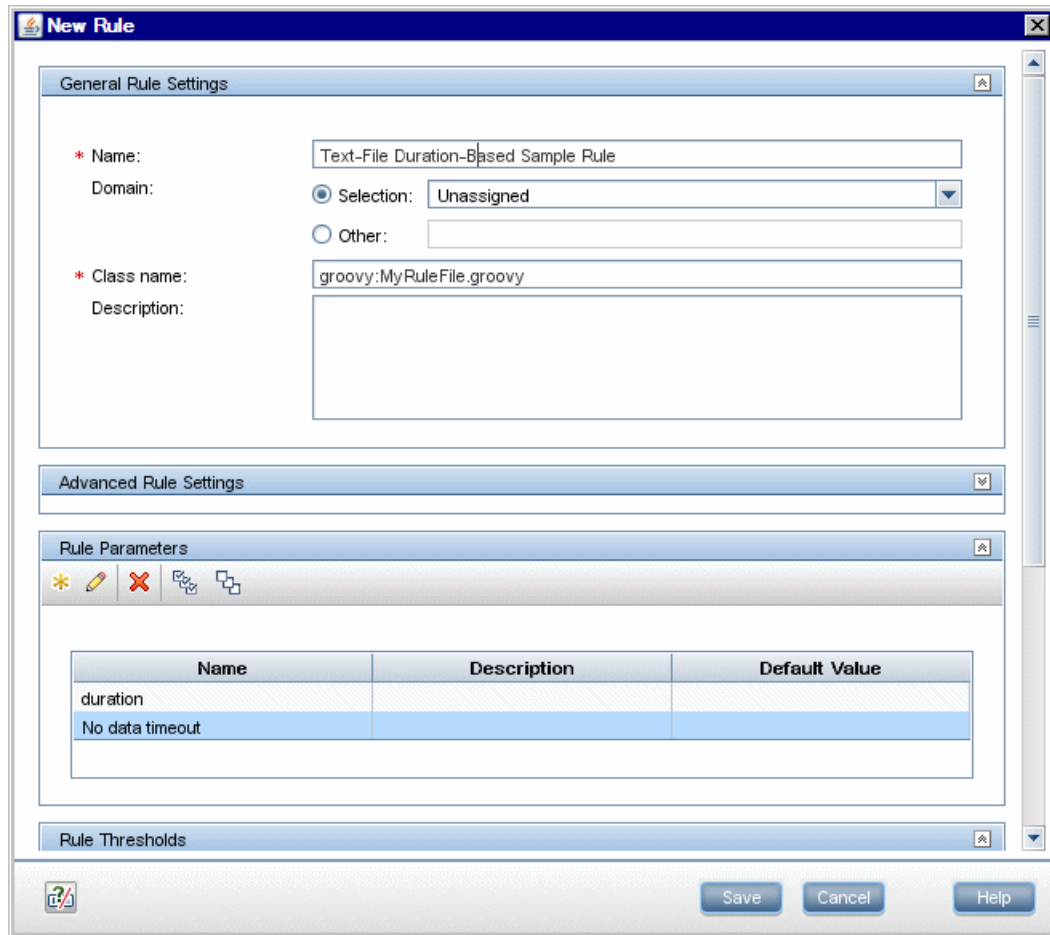 New Rule
General Rule Settings
* Name: Text-File Duration-Based Sample Rule
Domain: Selection: Unassigned
Other:
* Class name: groovy:MyRuleFile.groovy
Description:
Advanced Rule Settings
Rule Parameters
Name Description Default Value
duration
No data timeout
Rule Thresholds
Save Cancel Help